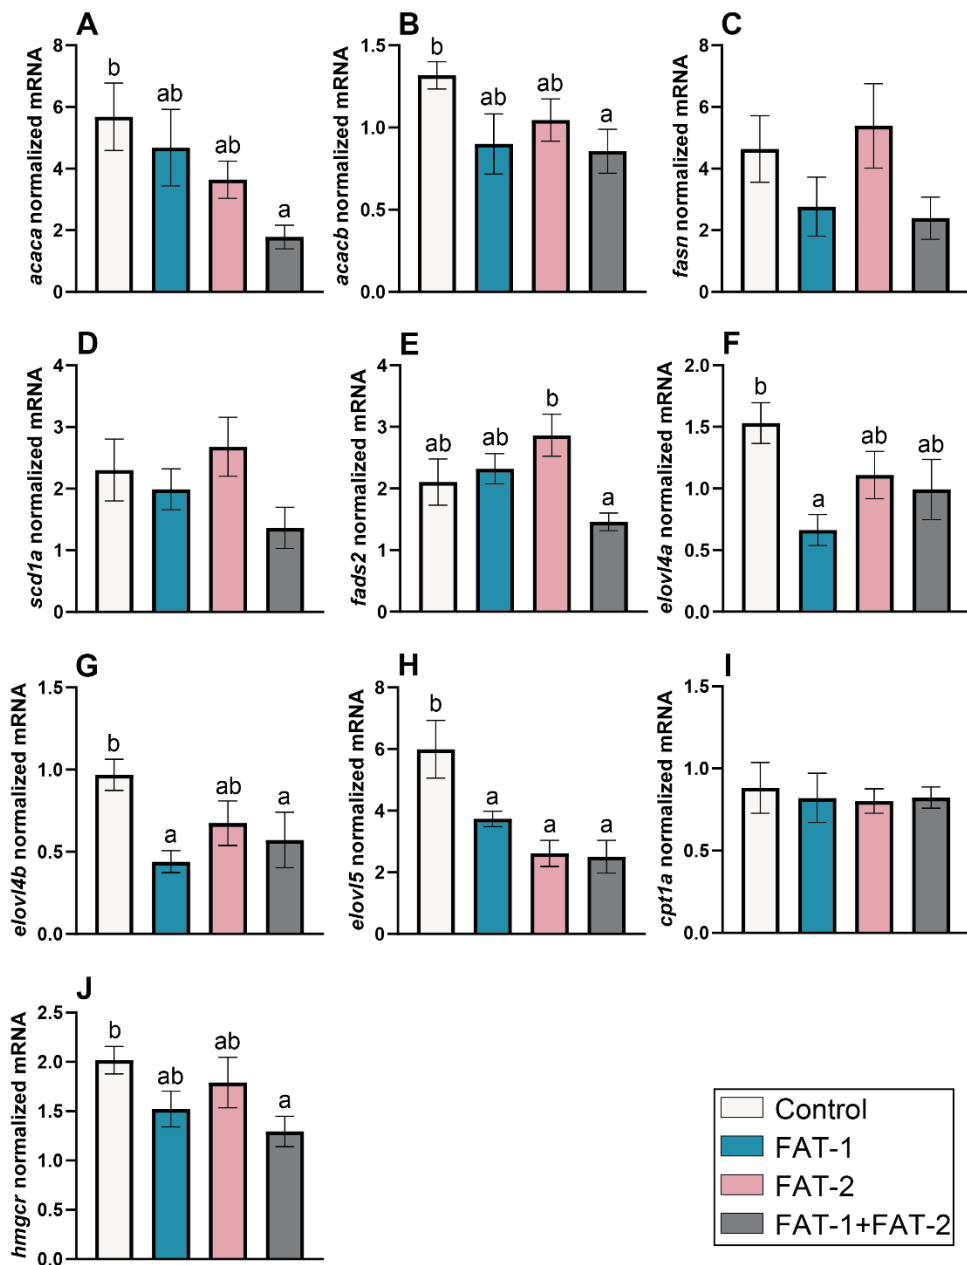 A
acaca normalized mRNA
8
6
4
2
0
b
ab
ab
a
B
acacb normalized mRNA
1.5
1.0
0.5
0.0
b
ab
ab
a
C
fasn normalized mRNA
8
6
4
2
0
D
scd1a normalized mRNA
4
3
2
1
0
E
fads2 normalized mRNA
4
3
2
1
0
ab
ab
b
a
F
elovl4a normalized mRNA
2.0
1.5
1.0
0.5
0.0
b
a
ab
ab
G
elovl4b normalized mRNA
1.5
1.0
0.5
0.0
b
a
ab
a
H
elovl5 normalized mRNA
8
6
4
2
0
b
a
a
a
I
cpt1a normalized mRNA
1.5
1.0
0.5
0.0
J
hmgcr normalized mRNA
2.5
2.0
1.5
1.0
0.5
0.0
b
ab
ab
a
Control
FAT-1
FAT-2
FAT-1+FAT-2